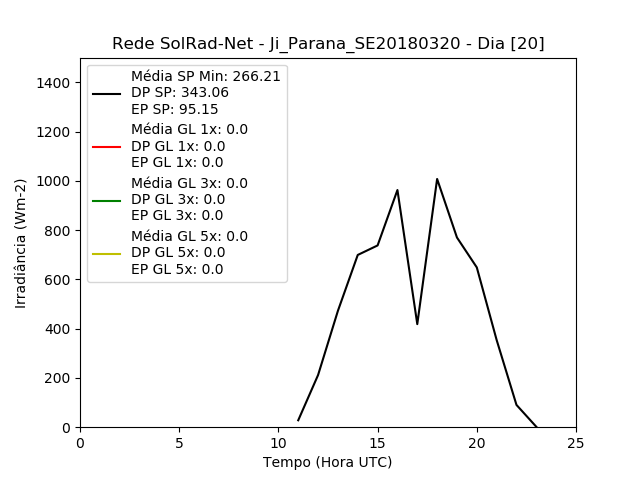 Rede SolRad-Net - Ji_Parana_SE20180320 - Dia [20]
Média SP Min: 266.21
DP SP: 343.06
EP SP: 95.15
Média GL 1x: 0.0
DP GL 1x: 0.0
EP GL 1x: 0.0
Média GL 3x: 0.0
DP GL 3x: 0.0
EP GL 3x: 0.0
Média GL 5x: 0.0
DP GL 5x: 0.0
EP GL 5x: 0.0
Irradiância (Wm-2)
1400
1200
1000
800
600
400
200
0
0 5 10 15 20 25
Tempo (Hora UTC)